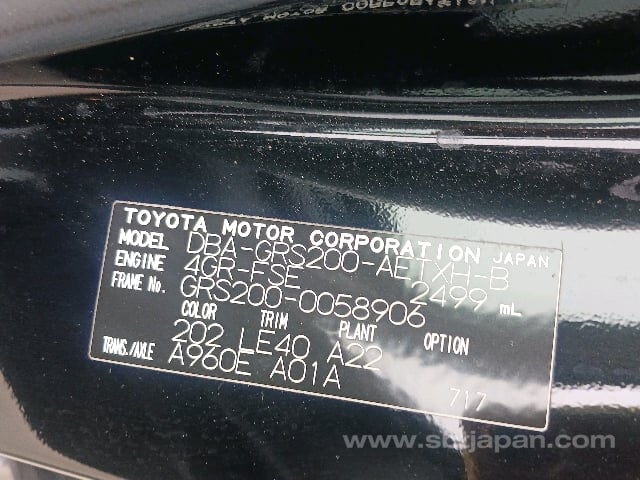 TOYOTA MOTOR CORPORATION JAPAN
MODEL DBA-GRS200-AETXH-B
ENGINE 4GR-FSE 2499 mL
FRAME No. GRS200-0058906
COLOR TRIM PLANT OPTION
202 LE40 A22
TRANS./AXLE A960E A01A
717
www.sbtjapan.com